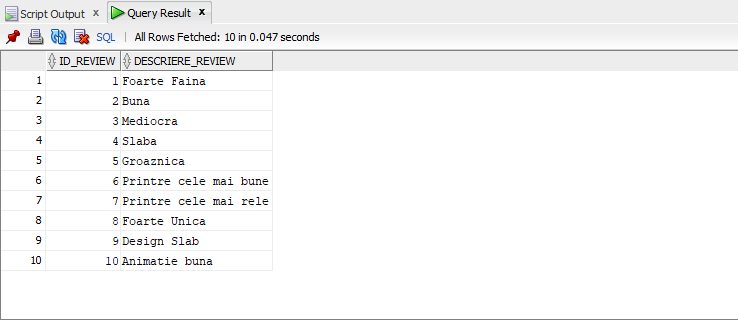 Script Output x Query Result x
SQL All Rows Fetched: 10 in 0.047 seconds
ID_REVIEW DESCRIERE_REVIEW
1 1 Foarte Faina
2 2 Buna
3 3 Mediocra
4 4 Slaba
5 5 Groaznica
6 6 Printre cele mai bune
7 7 Printre cele mai rele
8 8 Foarte Unica
9 9 Design Slab
10 10 Animatie buna